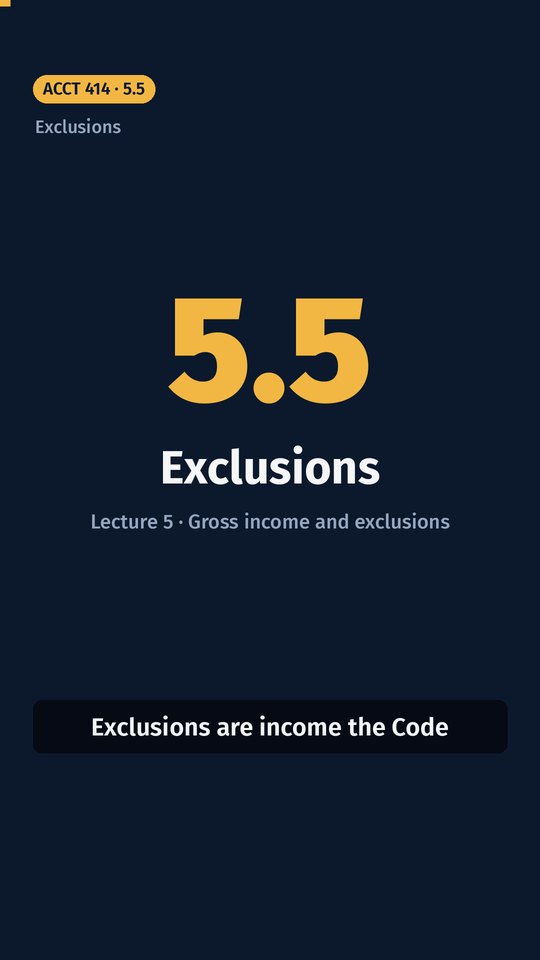 ACCT 414 · 5.5
Exclusions
5.5
Exclusions
Lecture 5 · Gross income and exclusions
Exclusions are income the Code